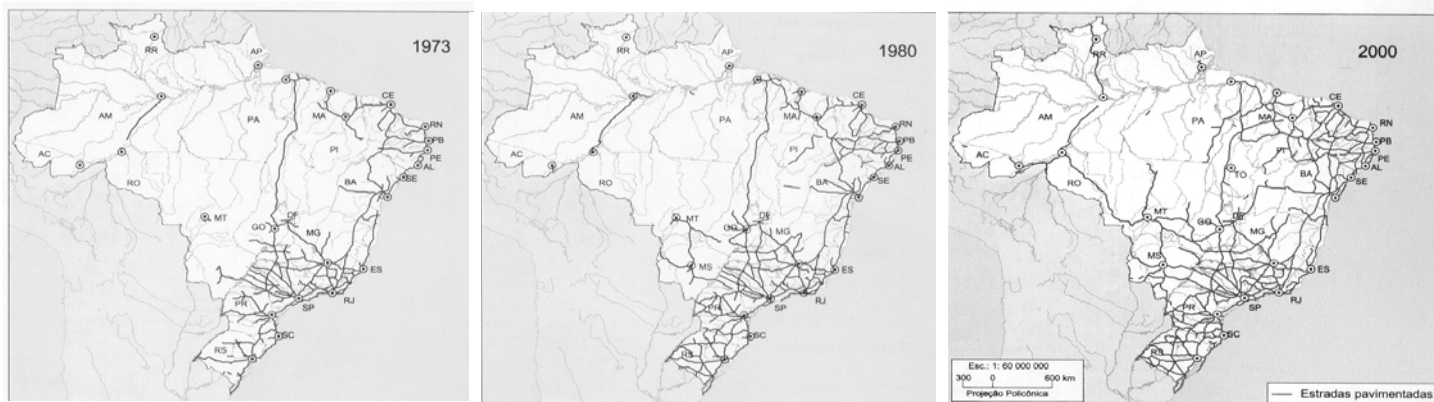 1973
RR
AP
CE
AM
PA
MA
RN
PB
PI
PE
AC
AL
SE
RO
BA
MT
DF
GO
MG
ES
RJ
PR
SP
SC
RS
1980
RR
AP
CE
AM
PA
MA
RN
PB
PI
PE
AC
AL
SE
RO
BA
MT
DF
GO
MG
MS
ES
RJ
PR
SP
SC
RS
2000
RR
AP
CE
AM
PA
MA
RN
PB
PI
PE
AC
AL
TO
SE
RO
BA
MT
GO
DF
MG
MS
ES
RJ
PR
SP
SC
RS
Esc.: 1: 60 000 000
300 0 600 km
Projeção Policônica
Estradas pavimentadas